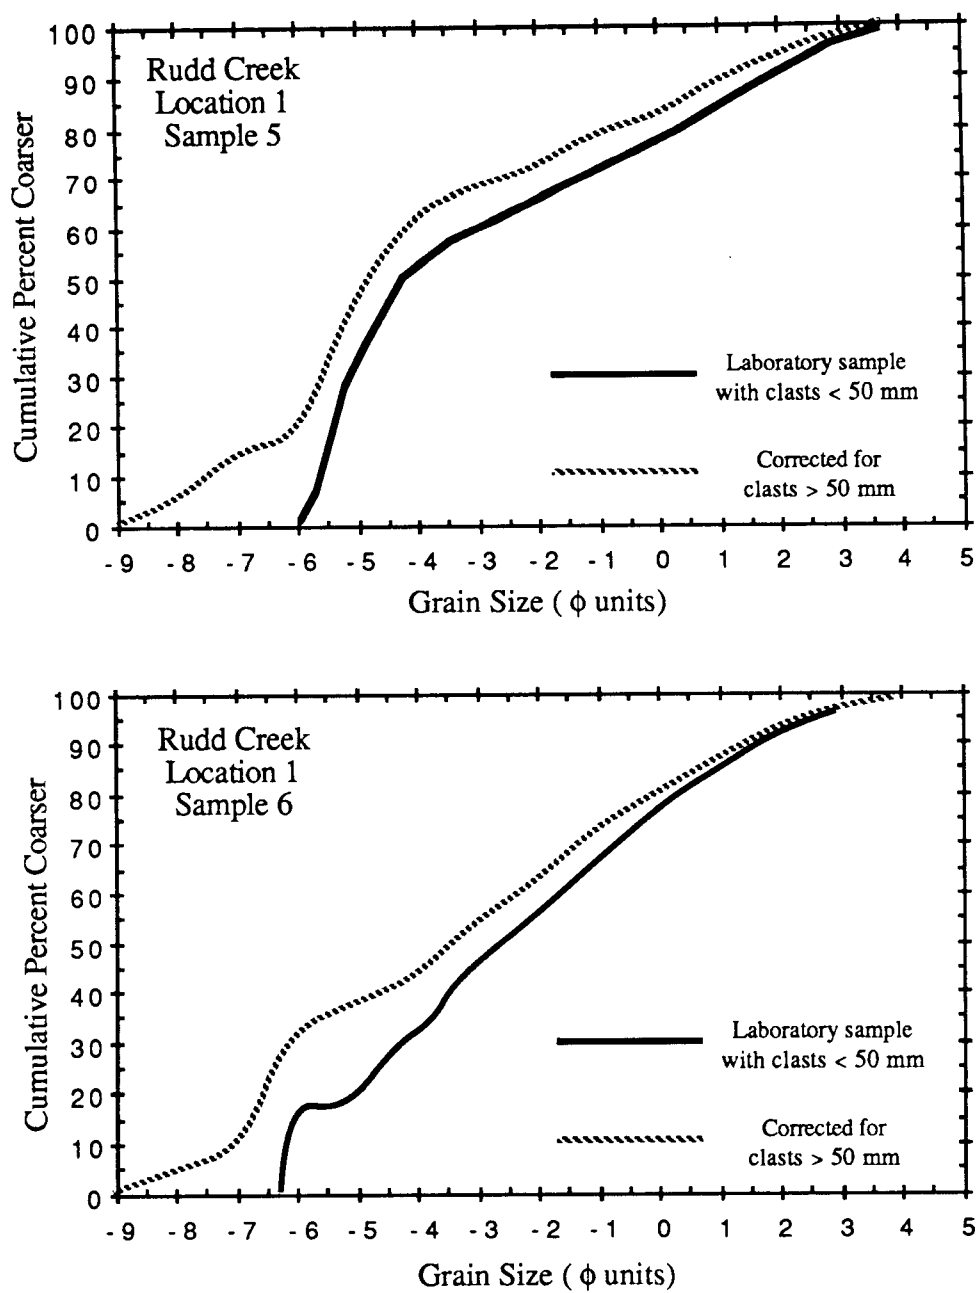 Rudd Creek
Location 1
Sample 5
Cumulative Percent Coarser
100
90
80
70
60
50
40
30
20
10
0
Laboratory sample
with clasts < 50 mm
Corrected for
clasts > 50 mm
-9 -8 -7 -6 -5 -4 -3 -2 -1 0 1 2 3 4 5
Grain Size ( ϕ units)
Rudd Creek
Location 1
Sample 6
Cumulative Percent Coarser
100
90
80
70
60
50
40
30
20
10
0
Laboratory sample
with clasts < 50 mm
Corrected for
clasts > 50 mm
-9 -8 -7 -6 -5 -4 -3 -2 -1 0 1 2 3 4 5
Grain Size ( ϕ units)